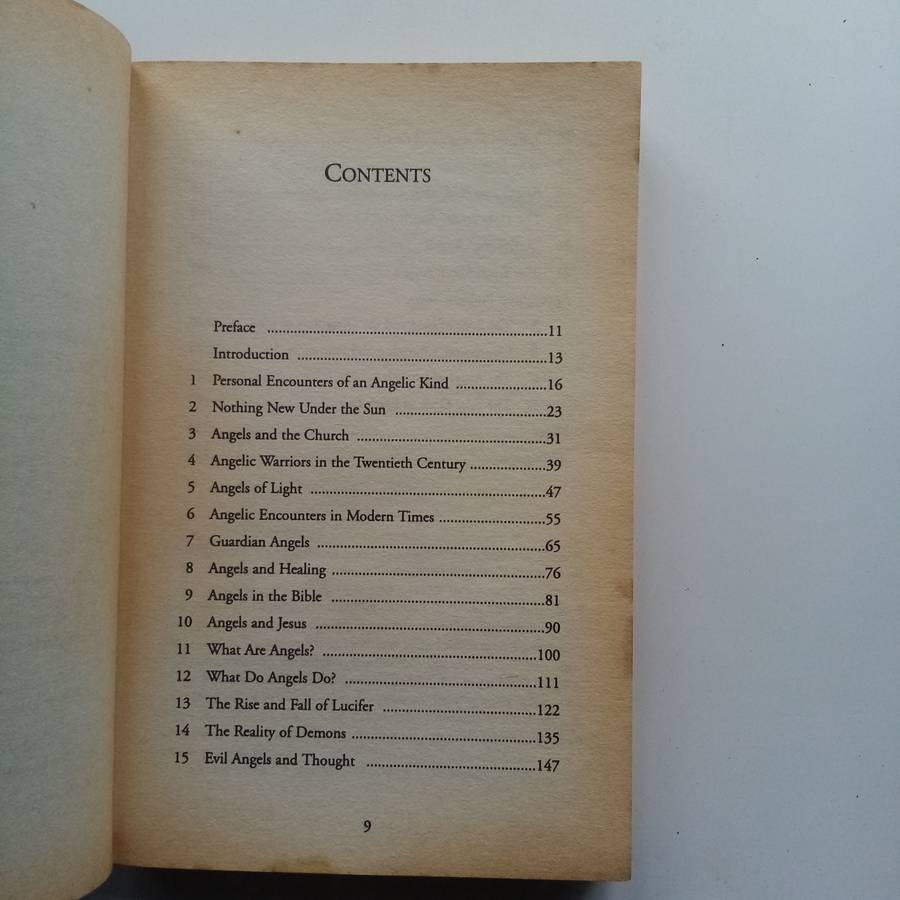 CONTENTS
Preface ..........11
Introduction ..........13
1 Personal Encounters of an Angelic Kind ..........16
2 Nothing New Under the Sun ..........23
3 Angels and the Church ..........31
4 Angelic Warriors in the Twentieth Century ..........39
5 Angels of Light ..........47
6 Angelic Encounters in Modern Times ..........55
7 Guardian Angels ..........65
8 Angels and Healing ..........76
9 Angels in the Bible ..........81
10 Angels and Jesus ..........90
11 What Are Angels? ..........100
12 What Do Angels Do? ..........111
13 The Rise and Fall of Lucifer ..........122
14 The Reality of Demons ..........135
15 Evil Angels and Thought ..........147
9